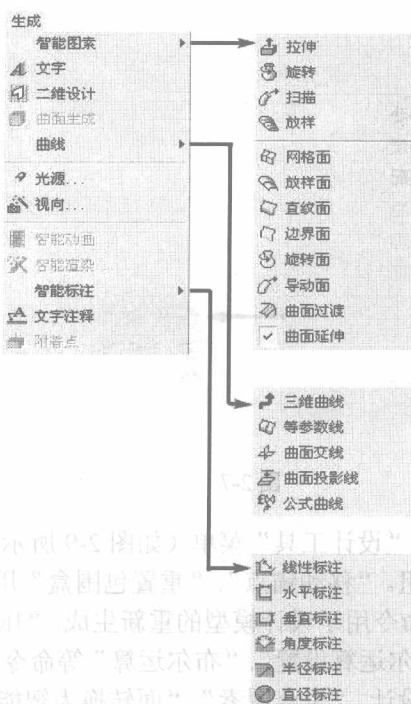 生成
智能图素
文字
二维设计
曲面生成
曲线
光源...
视向...
智能动画
智能渲染...
智能标注
文字注释
附着点
拉伸
旋转
扫描
放样
网格面
放样面
直纹面
边界面
旋转面
导动面
曲面过渡
曲面延伸
三维曲线
等参数线
曲面交线
曲面投影线
公式曲线
线性标注
水平标注
垂直标注
角度标注
半径标注
直径标注